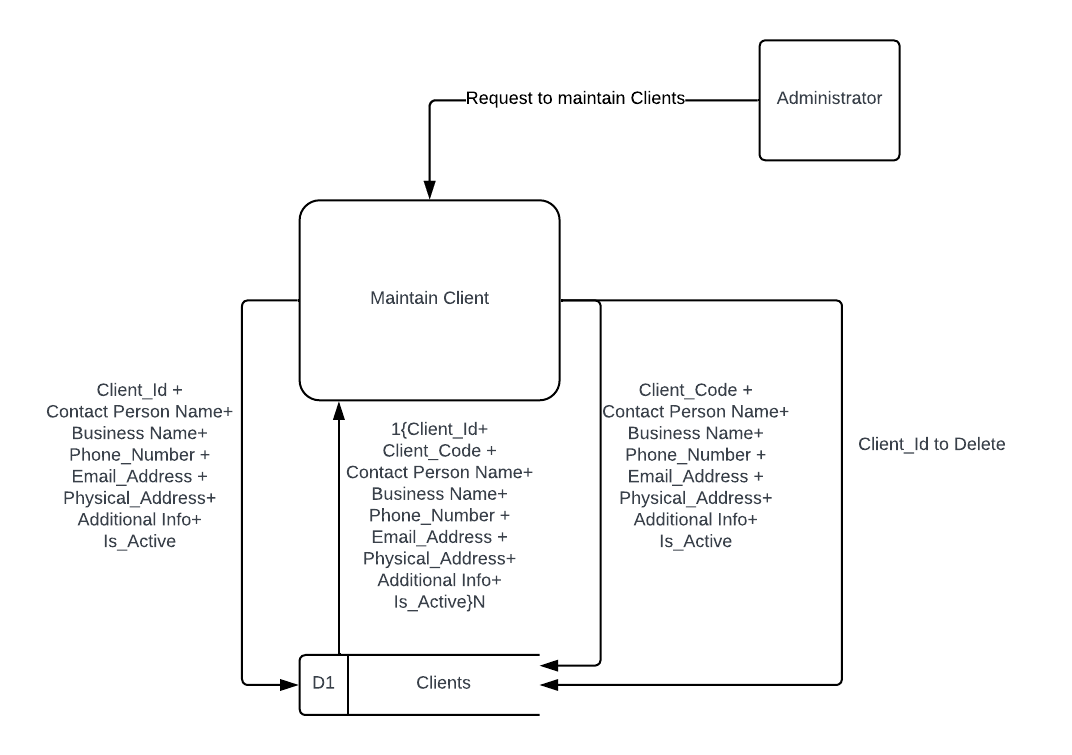 Request to maintain Clients
Administrator
Maintain Client
Client_Id +
Contact Person Name+
Business Name+
Phone_Number +
Email_Address +
Physical_Address+
Additional Info+
Is_Active
1{Client_Id+
Client_Code +
Contact Person Name+
Business Name+
Phone_Number +
Email_Address +
Physical_Address+
Additional Info+
Is_Active}N
Client_Code +
Contact Person Name+
Business Name+
Phone_Number +
Email_Address +
Physical_Address+
Additional Info+
Is_Active
Client_Id to Delete
D1
Clients